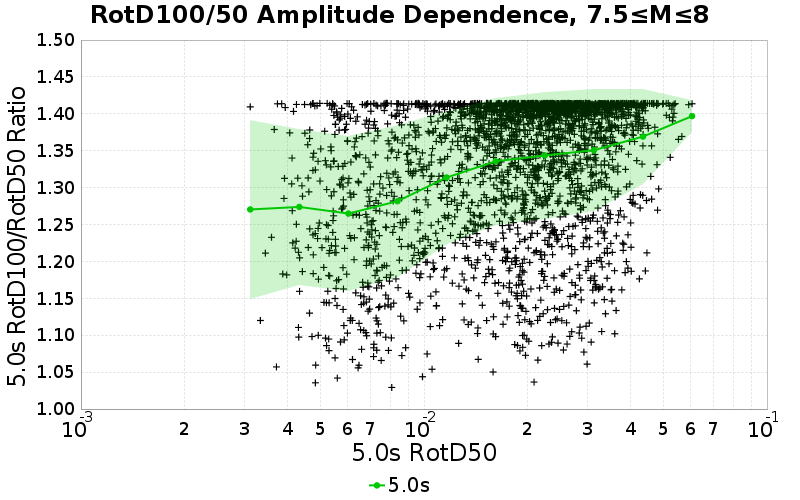 RotD100/50 Amplitude Dependence, 7.5≤M≤8
5.0s RotD100/RotD50 Ratio
1.50
1.45
1.40
1.35
1.30
1.25
1.20
1.15
1.10
1.05
1.00
10^-3 2 3 4 5 6 7 10^-2 2 3 4 5 6 7 10^-1
5.0s RotD50
5.0s